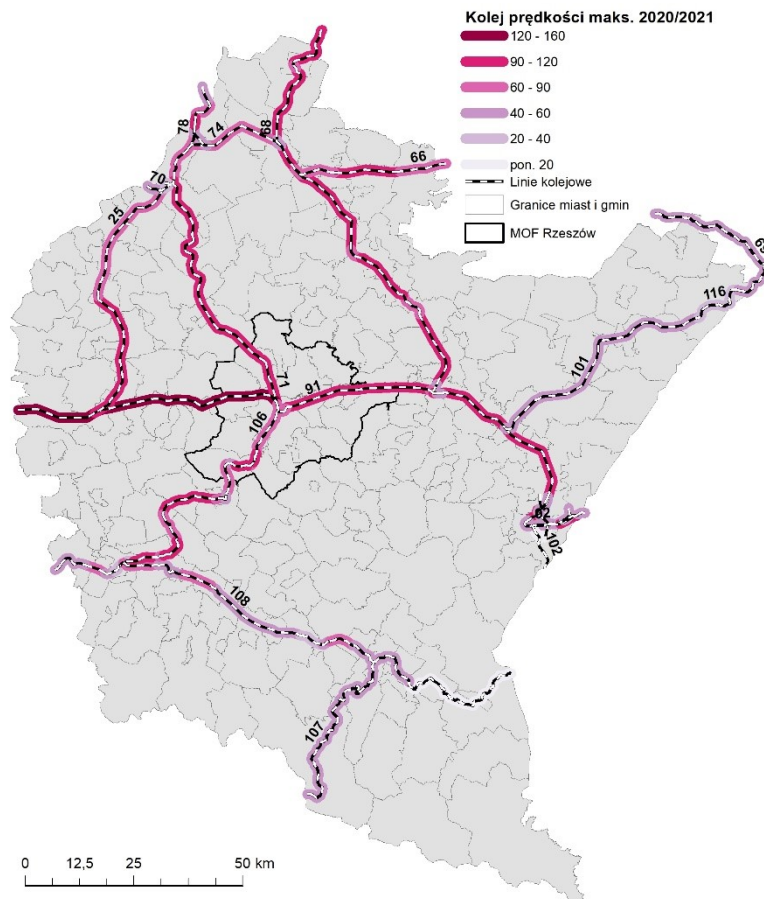 Kolej prędkości maks. 2020/2021
120 - 160
90 - 120
60 - 90
40 - 60
20 - 40
pon. 20
Linie kolejowe
Granice miast i gmin
MOF Rzeszów
78
74
68
66
70
25
69
116
101
71
91
106
102
108
107
0 12,5 25 50 km